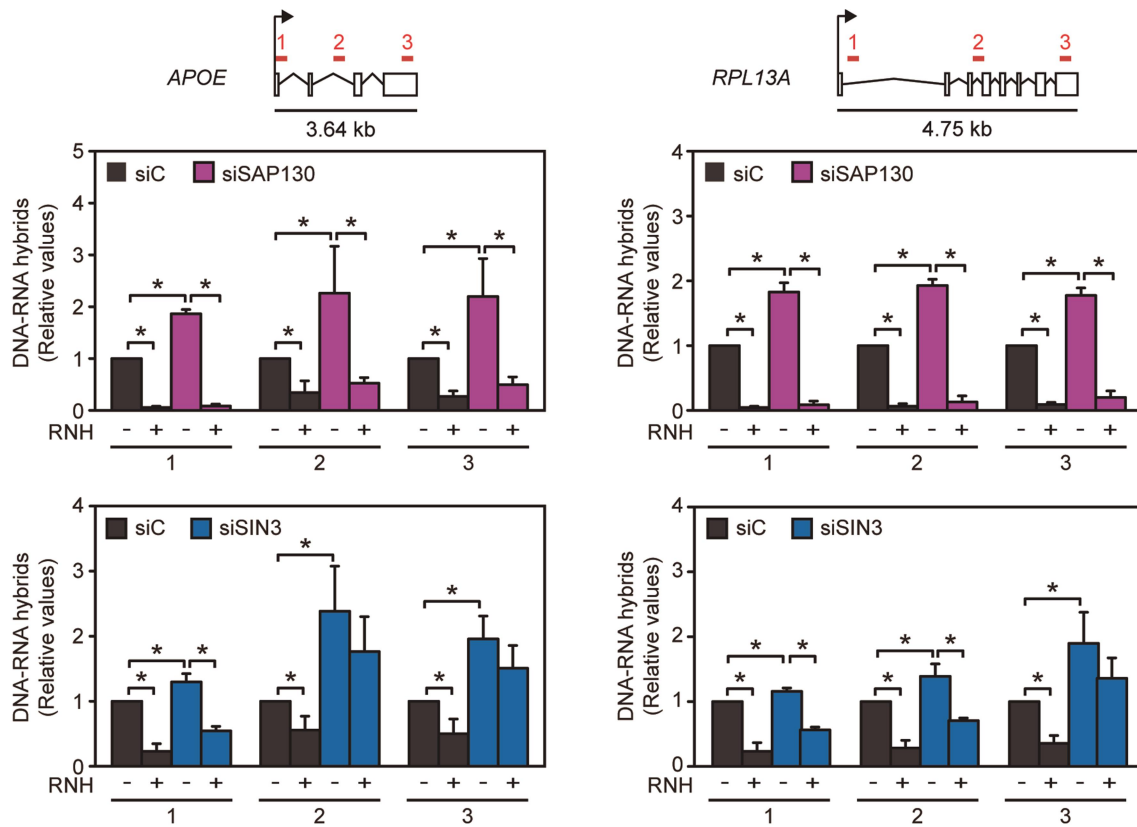 1 2 3
APOE
3.64 kb
1 2 3
RPL13A
4.75 kb
DNA-RNA hybrids
(Relative values)
5
4
3
2
1
0
siC siSAP130
* * *
* * *
* * *
RNH - + - + - + - + - + - +
1 2 3
DNA-RNA hybrids
(Relative values)
4
3
2
1
0
siC siSAP130
* * *
* * *
* * *
RNH - + - + - + - + - + - +
1 2 3
DNA-RNA hybrids
(Relative values)
4
3
2
1
0
siC siSIN3
* * *
* *
* *
RNH - + - + - + - + - + - +
1 2 3
DNA-RNA hybrids
(Relative values)
4
3
2
1
0
siC siSIN3
* * *
* * *
* *
RNH - + - + - + - + - + - +
1 2 3